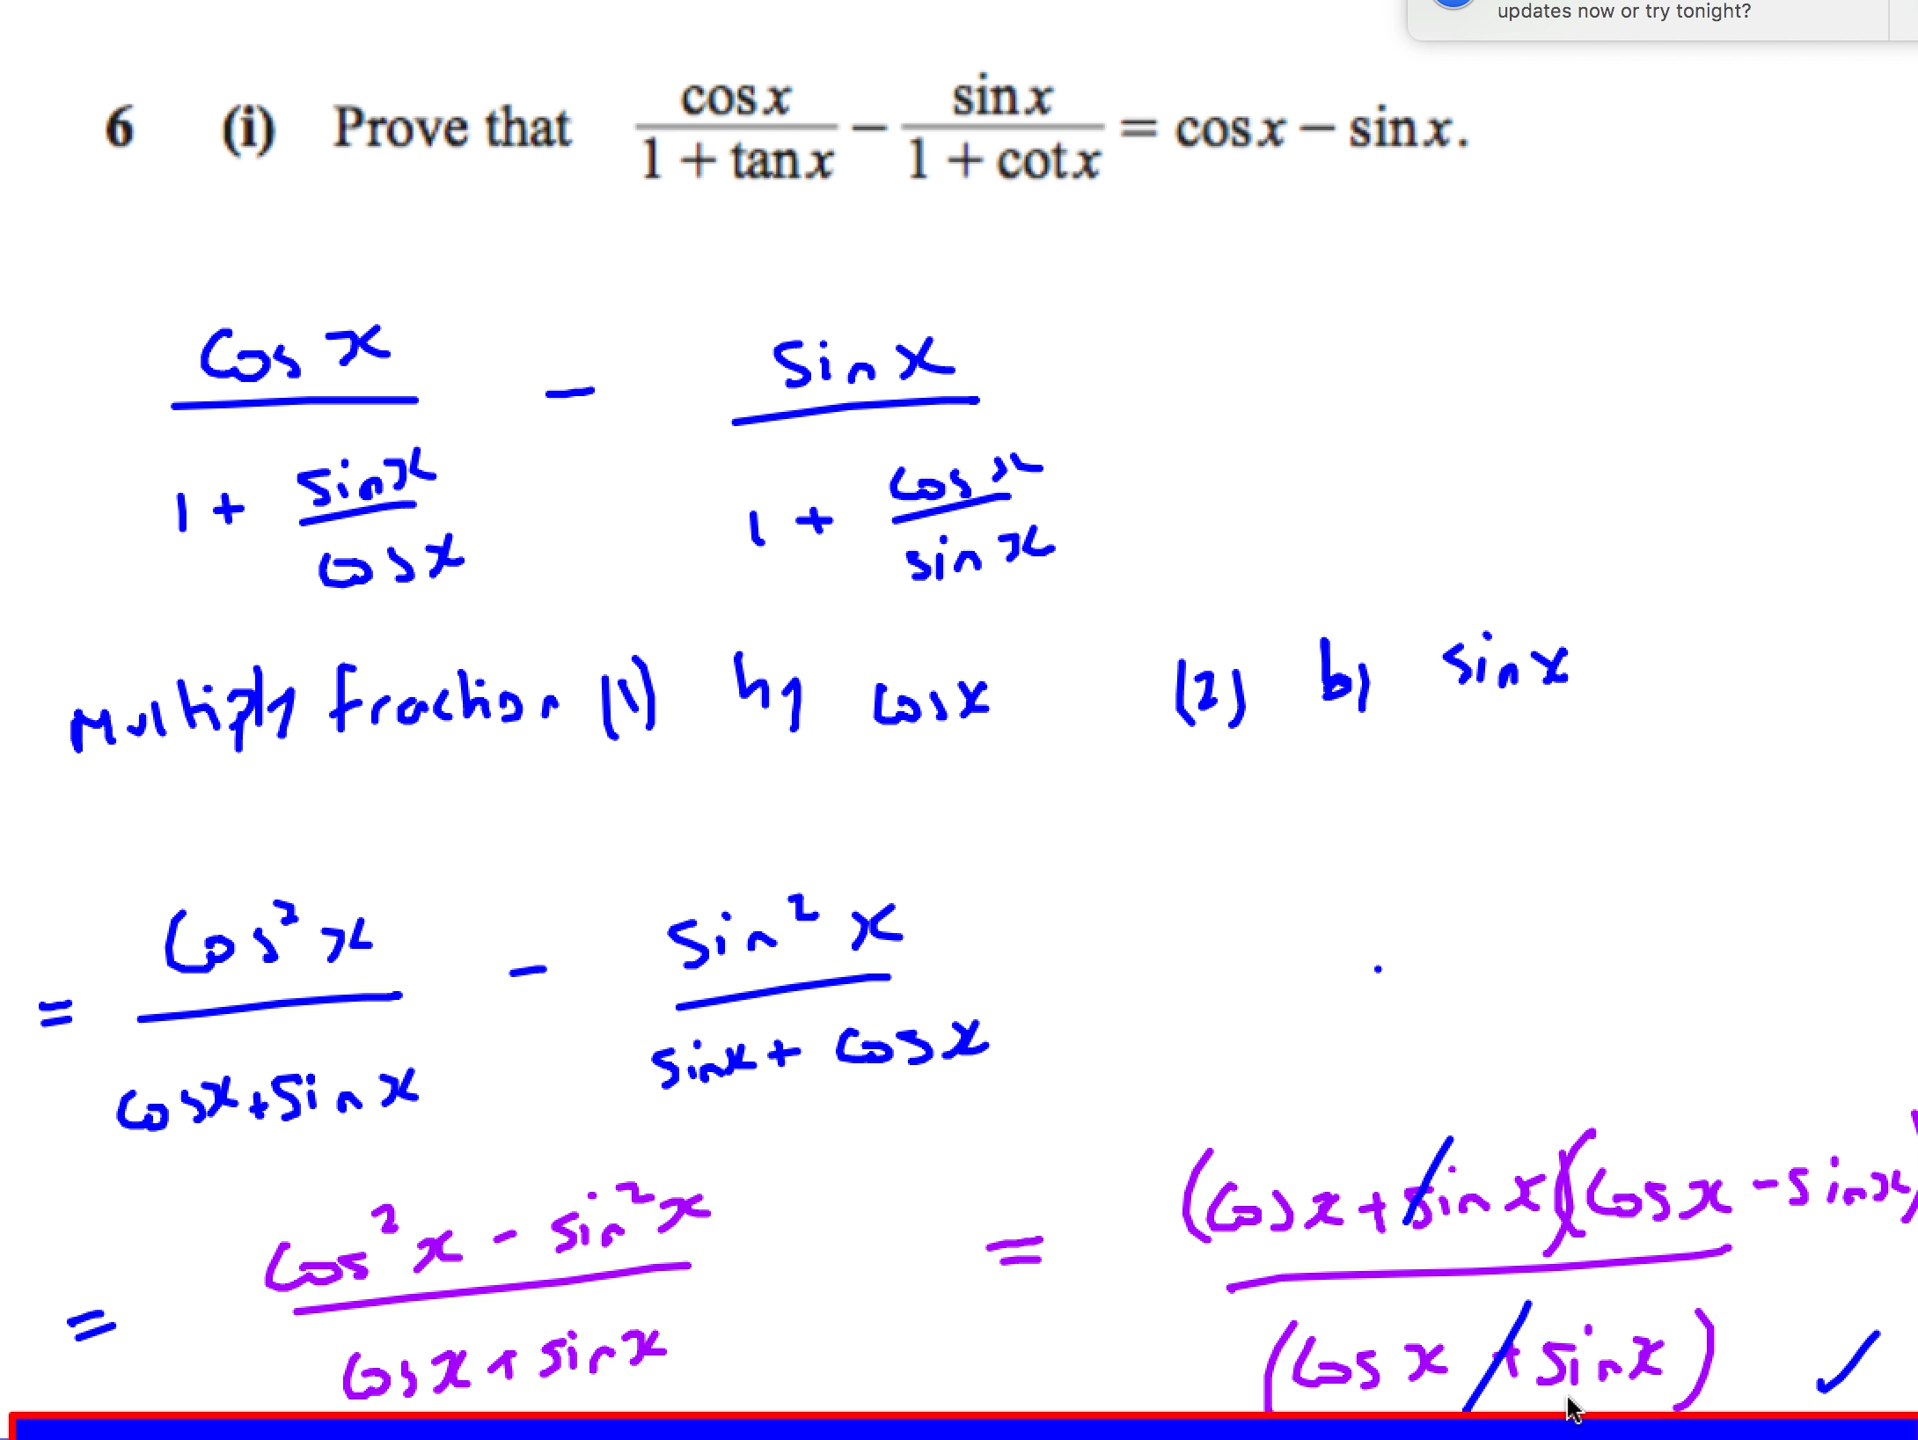 updates now or try tonight?
6 (i) Prove that cos x / (1 + tan x) − sin x / (1 + cot x) = cos x − sin x.
cos x / (1 + sin x / cos x) − sin x / (1 + cos x / sin x)
Multiply fraction (1) by cos x (2) by sin x
= cos² x / (cos x + sin x) − sin² x / (sin x + cos x)
= (cos² x − sin² x) / (cos x + sin x) = (cos x + sin x)(cos x − sin x) / (cos x + sin x) ✓